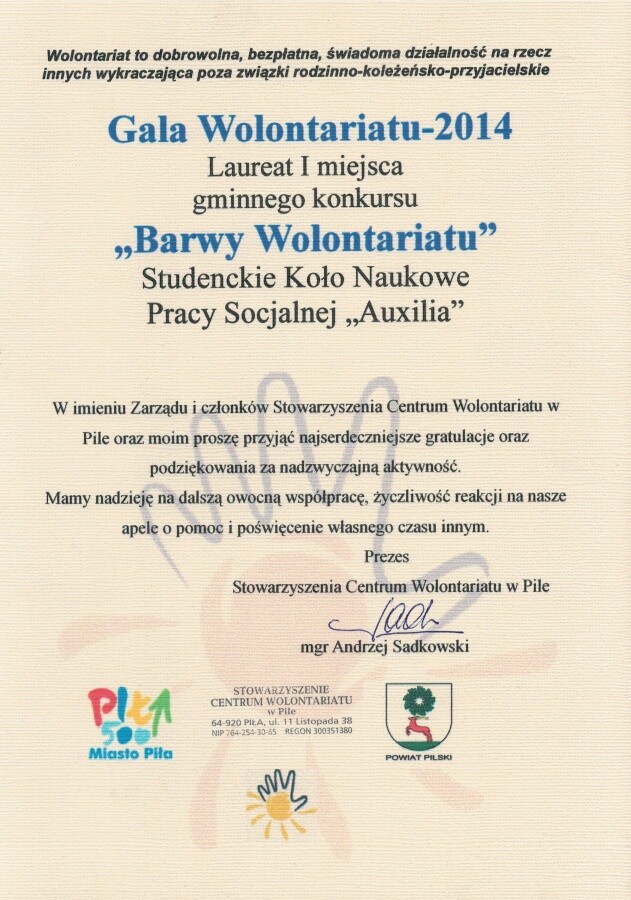 Wolontariat to dobrowolna, bezpłatna, świadoma działalność na rzecz
innych wykraczająca poza związki rodzinno-koleżeńsko-przyjacielskie
Gala Wolontariatu-2014
Laureat I miejsca
gminnego konkursu
„Barwy Wolontariatu”
Studenckie Koło Naukowe
Pracy Socjalnej „Auxilia”
W imieniu Zarządu i członków Stowarzyszenia Centrum Wolontariatu w
Pile oraz moim proszę przyjąć najserdeczniejsze gratulacje oraz
podziękowania za nadzwyczajną aktywność.
Mamy nadzieję na dalszą owocną współpracę, życzliwość reakcji na nasze
apele o pomoc i poświęcenie własnego czasu innym.
Prezes
Stowarzyszenia Centrum Wolontariatu w Pile
mgr Andrzej Sadkowski
PIŁA
500
Miasto Piła
STOWARZYSZENIE
CENTRUM WOLONTARIATU
w Pile
64-920 PIŁA, ul. 11 Listopada 38
NIP 764-254-30-65 REGON 300351380
POWIAT PILSKI